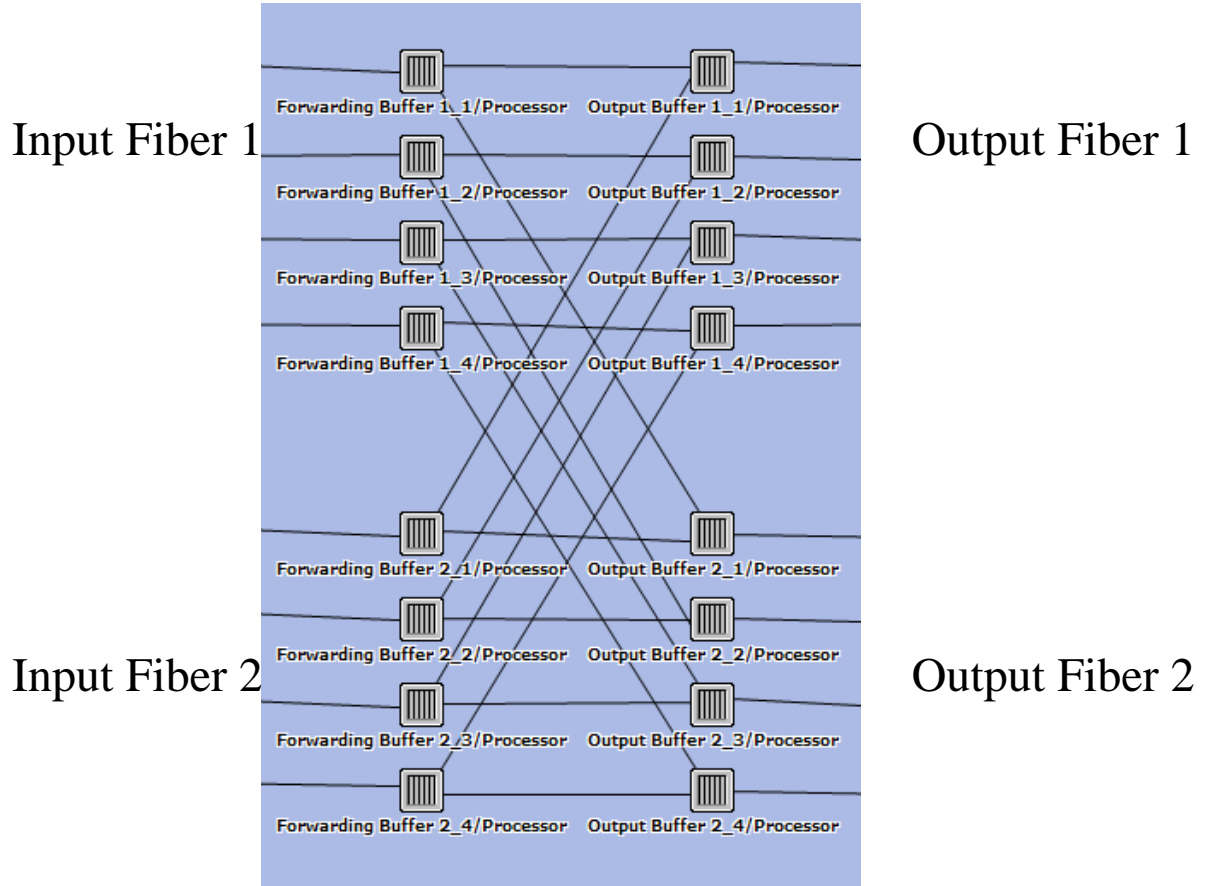 Forwarding Buffer 1_1/Processor Output Buffer 1_1/Processor
Input Fiber 1
Output Fiber 1
Forwarding Buffer 1_2/Processor Output Buffer 1_2/Processor
Forwarding Buffer 1_3/Processor Output Buffer 1_3/Processor
Forwarding Buffer 1_4/Processor Output Buffer 1_4/Processor
Forwarding Buffer 2_1/Processor Output Buffer 2_1/Processor
Forwarding Buffer 2_2/Processor Output Buffer 2_2/Processor
Input Fiber 2
Output Fiber 2
Forwarding Buffer 2_3/Processor Output Buffer 2_3/Processor
Forwarding Buffer 2_4/Processor Output Buffer 2_4/Processor